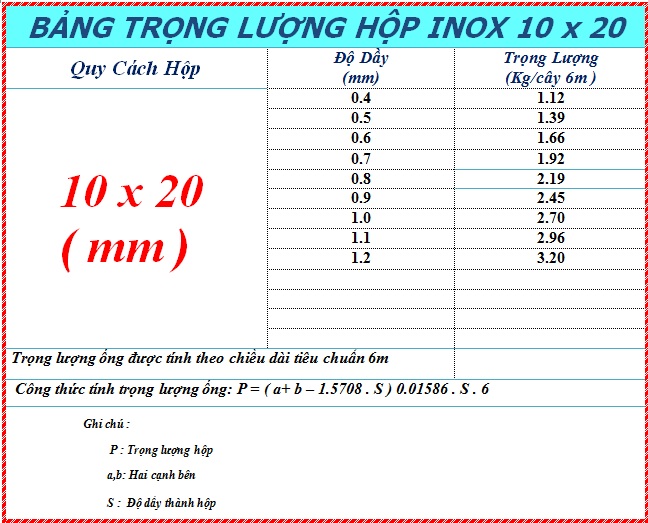 BẢNG TRỌNG LƯỢNG HỘP INOX 10 x 20
Quy Cách Hộp
Độ Dầy
(mm)
Trọng Lượng
(Kg/cây 6m )
10 x 20
( mm )
0.4 1.12
0.5 1.39
0.6 1.66
0.7 1.92
0.8 2.19
0.9 2.45
1.0 2.70
1.1 2.96
1.2 3.20
Trọng lượng ống được tính theo chiều dài tiêu chuẩn 6m
Công thức tính trọng lượng ống: P = ( a+ b – 1.5708 . S ) 0.01586 . S . 6
Ghi chú :
P : Trọng lượng hộp
a,b: Hai cạnh bên
S : Độ dầy thành hộp